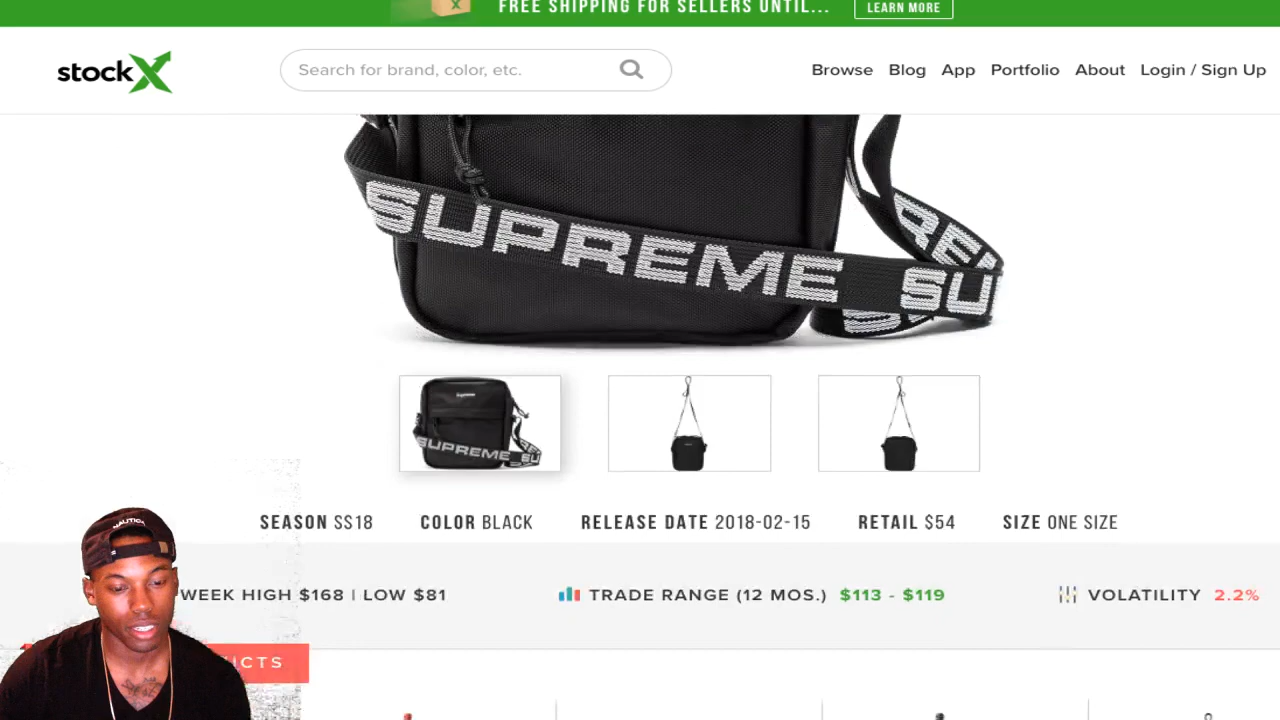 FREE SHIPPING FOR SELLERS UNTIL...
LEARN MORE
stockX
Search for brand, color, etc.
Browse Blog App Portfolio About Login / Sign Up
SUPREME SU
SEASON SS18 COLOR BLACK RELEASE DATE 2018-02-15 RETAIL $54 SIZE ONE SIZE
WEEK HIGH $168 | LOW $81 TRADE RANGE (12 MOS.) $113 - $119 VOLATILITY 2.2%
NAUTICA